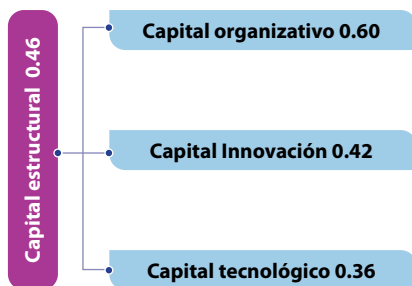 Capital estructural 0.46
Capital organizativo 0.60
Capital Innovación 0.42
Capital tecnológico 0.36